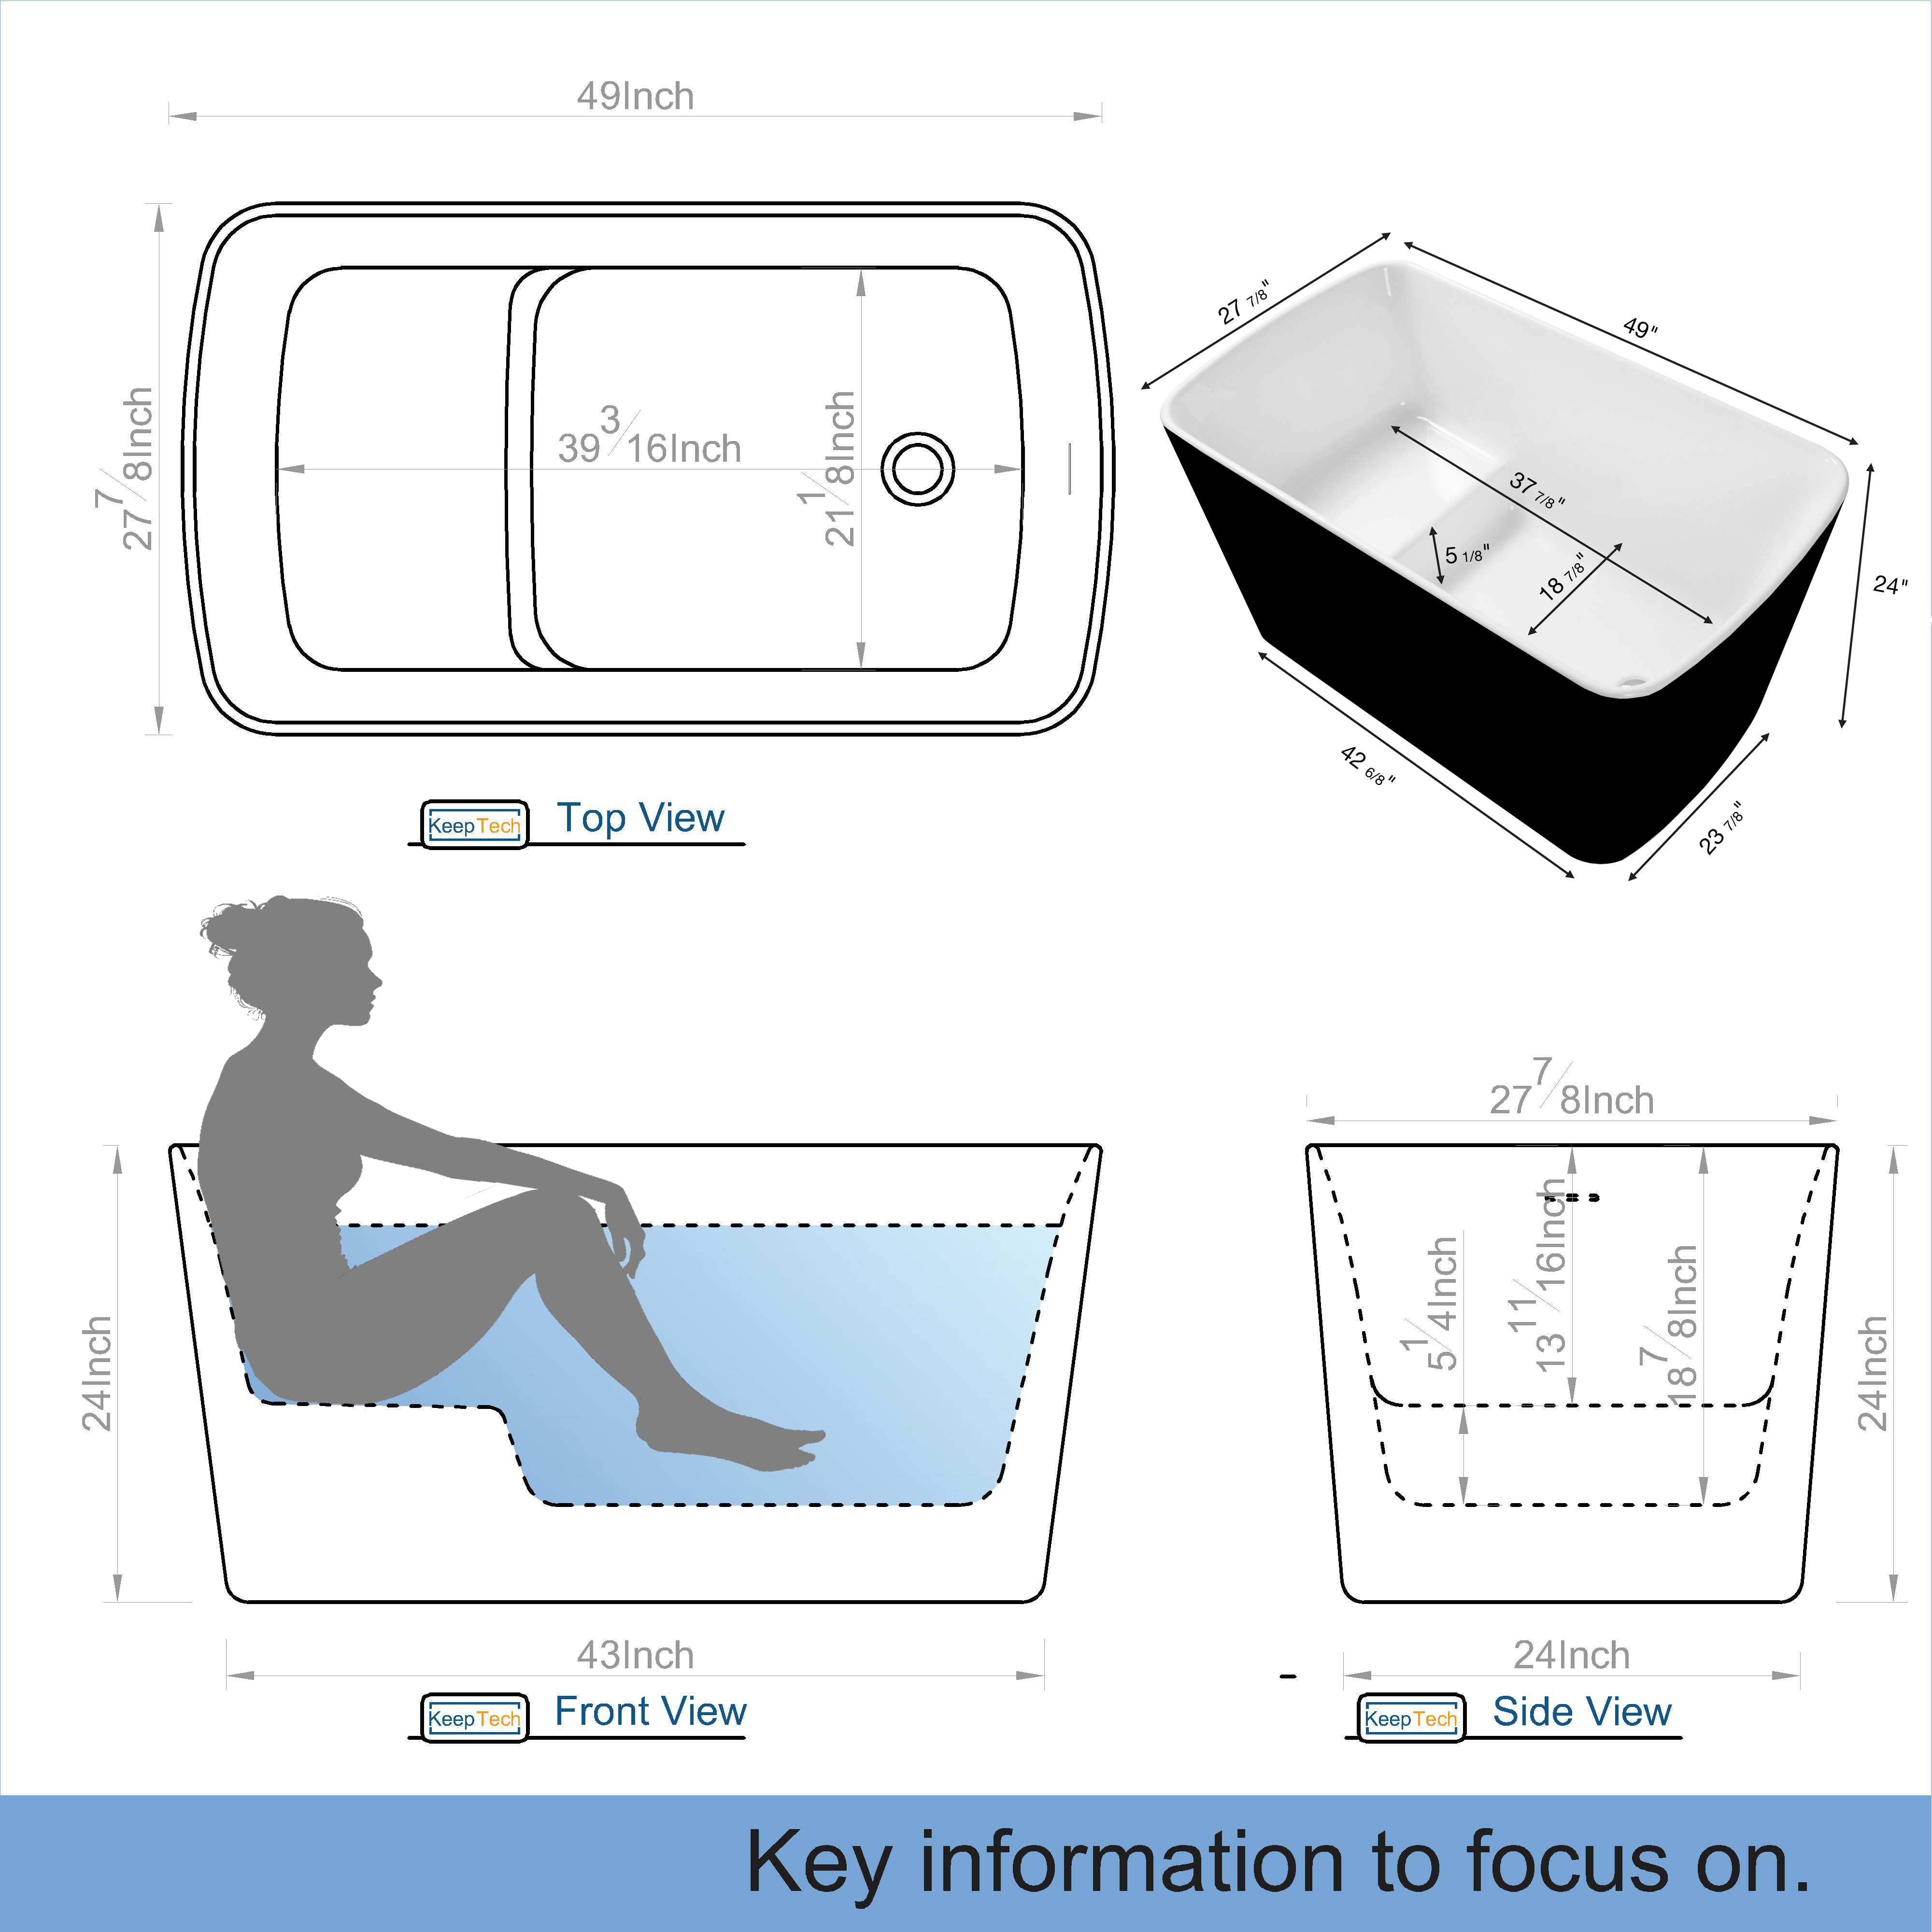 49Inch
27 7/8Inch
39 3/16Inch
21 1/8Inch
KeepTech Top View
27 7/8"
49"
37 7/8"
5 1/8"
18 7/8"
24"
42 6/8"
23 7/8"
24Inch
43Inch
KeepTech Front View
27 7/8Inch
5 1/4Inch
13 11/16Inch
18 7/8Inch
24Inch
24Inch
KeepTech Side View
Key information to focus on.